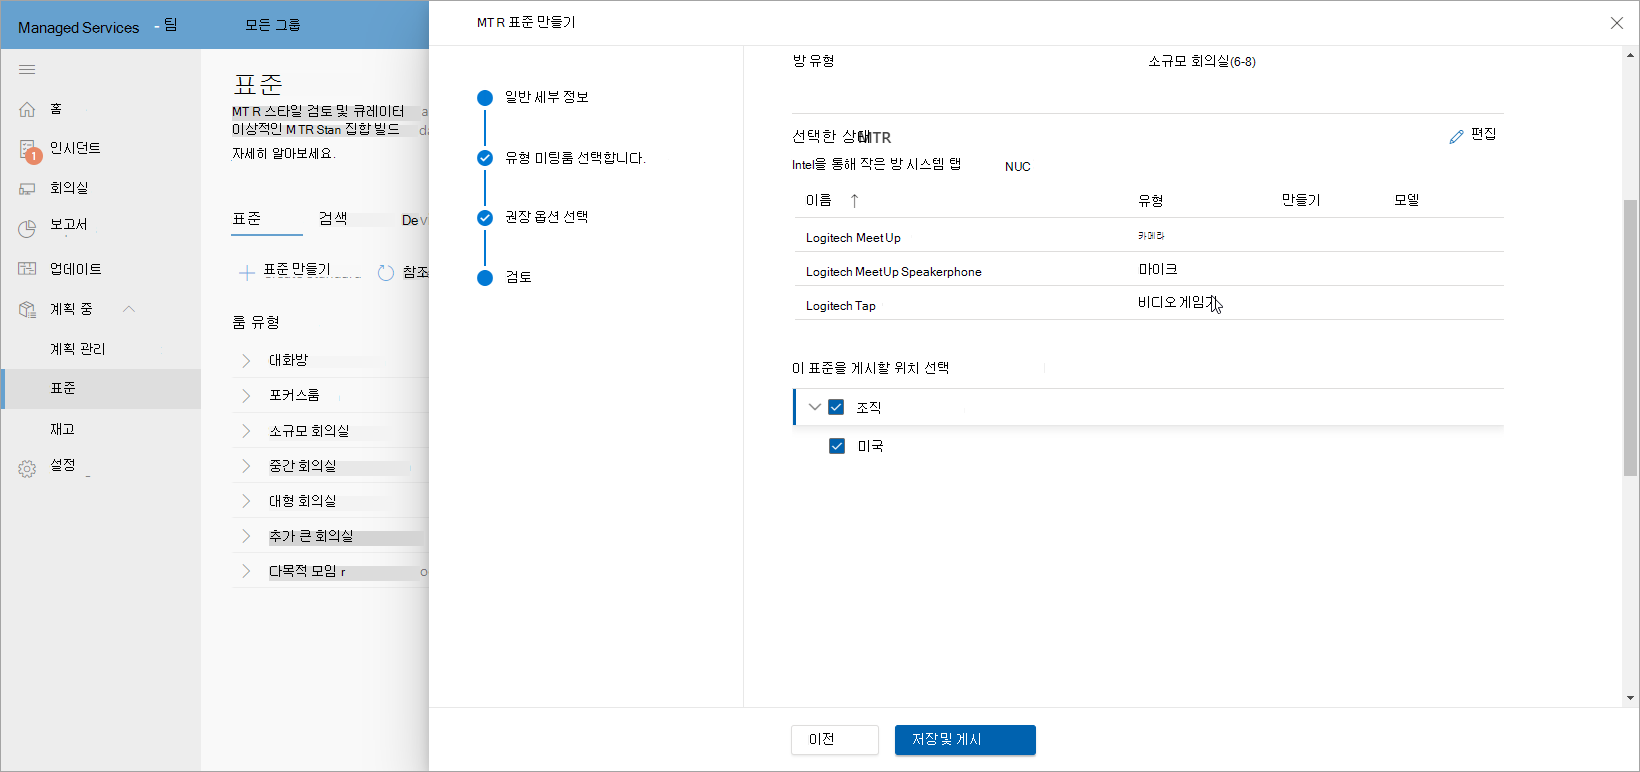 Managed Services - 팀 모든 그룹
홈
인시던트
1
회의실
보고서
업데이트
계획 중
계획 관리
표준
재고
설정
표준
MTR 스타일 검토 및 큐레이터
이상적인 MTR Stan 집합 빌드
자세히 알아보세요.
표준 검색 Dev
표준 만들기 참조
룸 유형
대화방
포커스룸
소규모 회의실
중간 회의실
대형 회의실
추가 큰 회의실
다목적 모임 r
MTR 표준 만들기
일반 세부 정보
유형 미팅룸 선택합니다.
권장 옵션 선택
검토
방 유형 소규모 회의실(6-8)
선택한 상태 MTR 편집
Intel을 통해 작은 방 시스템 탭 NUC
이름 유형 만들기 모델
Logitech MeetUp 카메라
Logitech MeetUp Speakerphone 마이크
Logitech Tap 비디오 게임기
이 표준을 게시할 위치 선택
조직
미국
이전 저장 및 게시